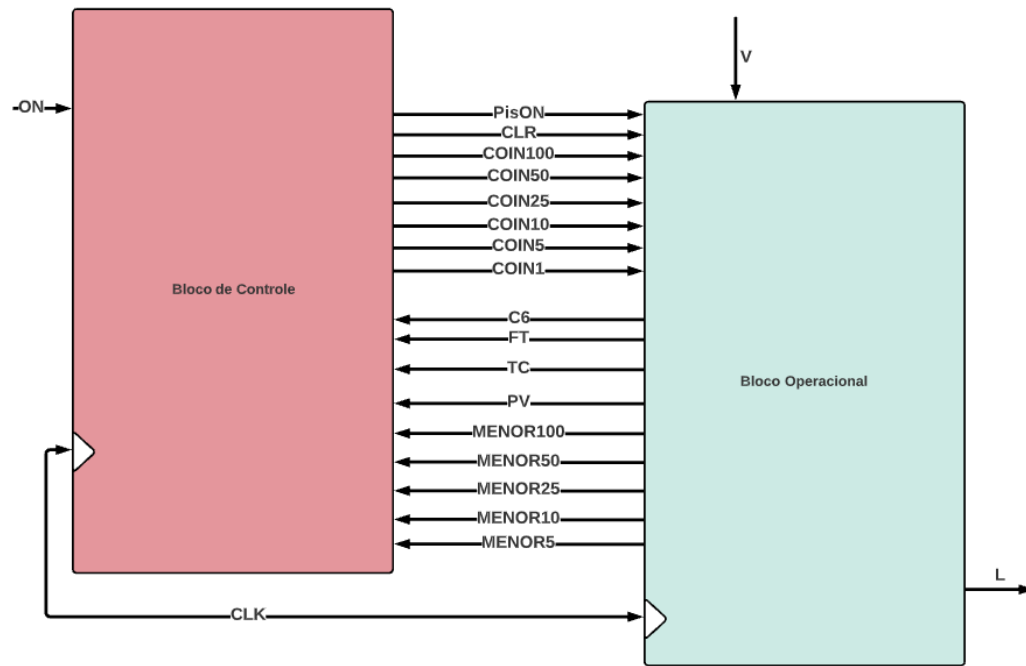 V
ON
PisON
CLR
COIN100
COIN50
COIN25
COIN10
COIN5
COIN1
Bloco de Controle
C6
FT
TC
Bloco Operacional
PV
MENOR100
MENOR50
MENOR25
MENOR10
MENOR5
L
CLK